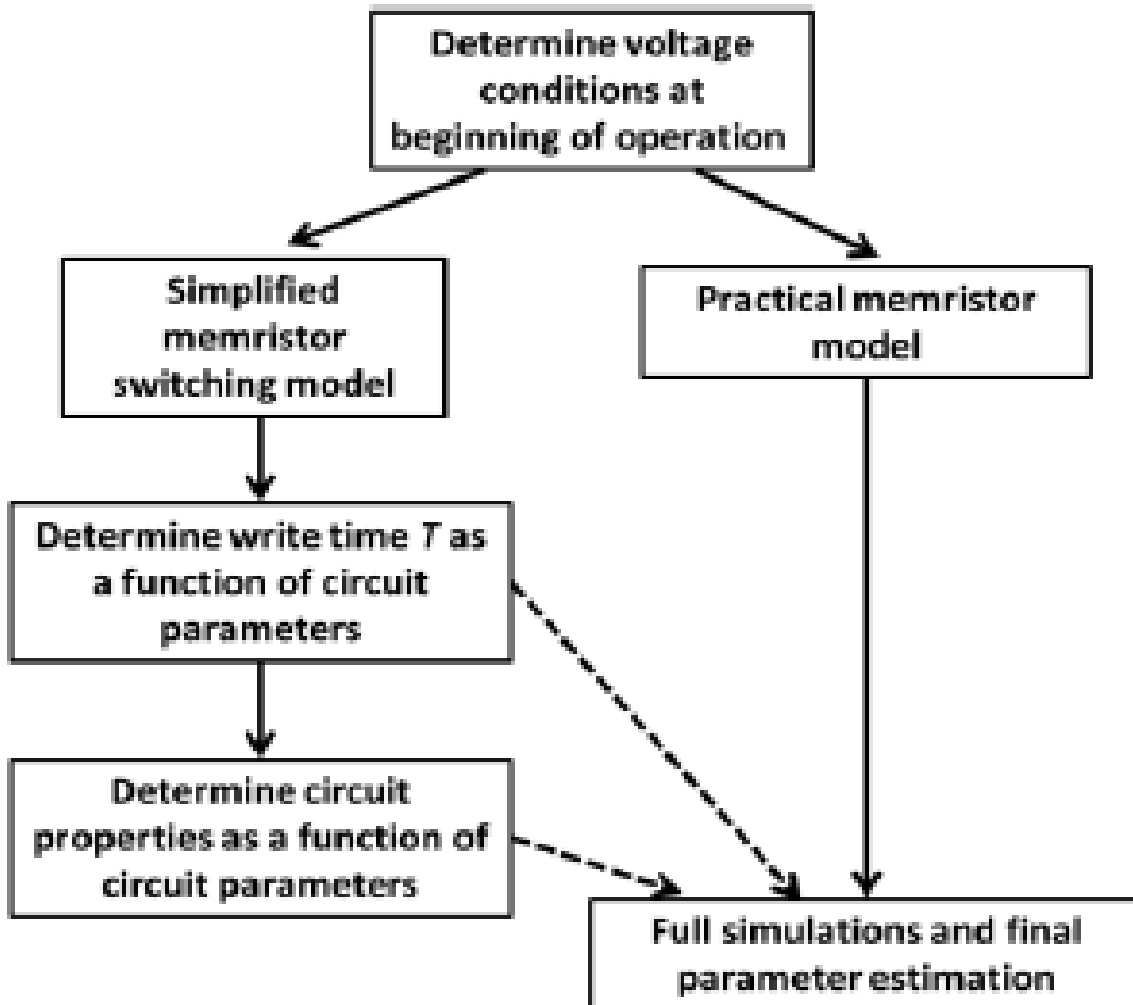 Determine voltage
conditions at
beginning of operation
Simplified
memristor
switching model
Practical memristor
model
Determine write time T as
a function of circuit
parameters
Determine circuit
properties as a function of
circuit parameters
Full simulations and final
parameter estimation